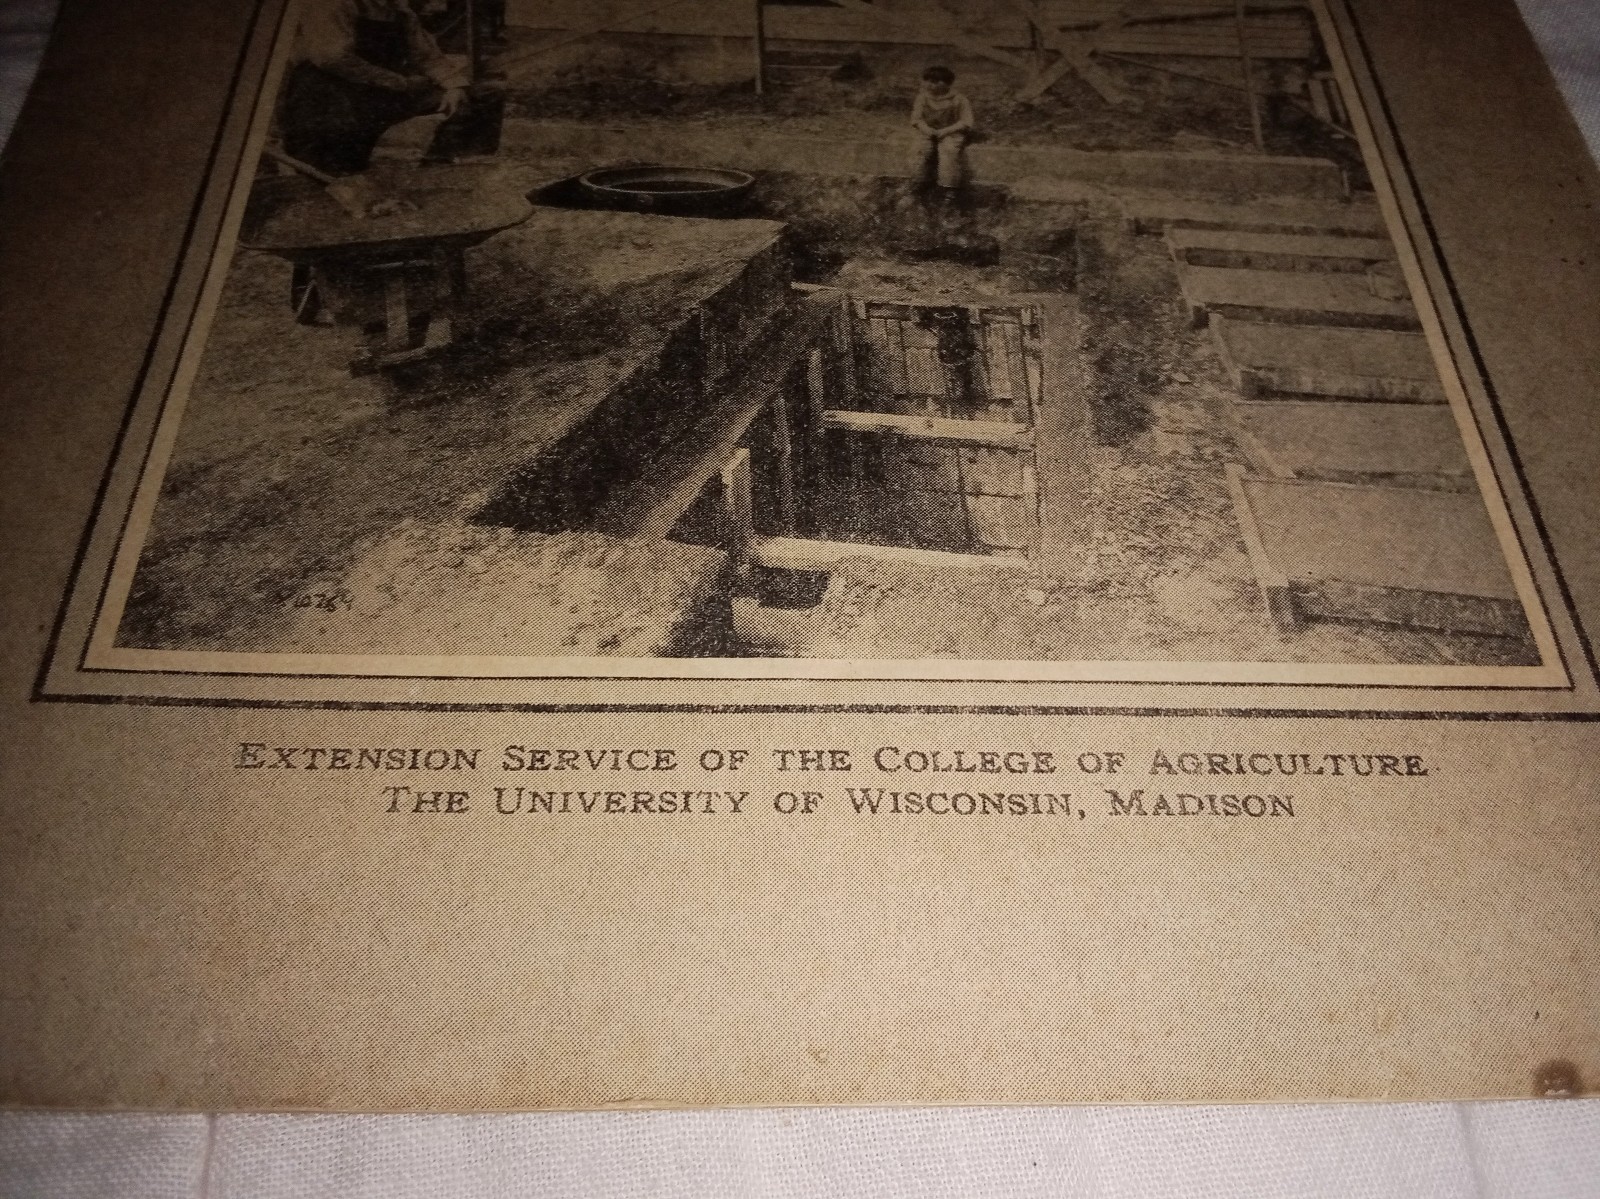 EXTENSION SERVICE OF THE COLLEGE OF AGRICULTURE
THE UNIVERSITY OF WISCONSIN, MADISON